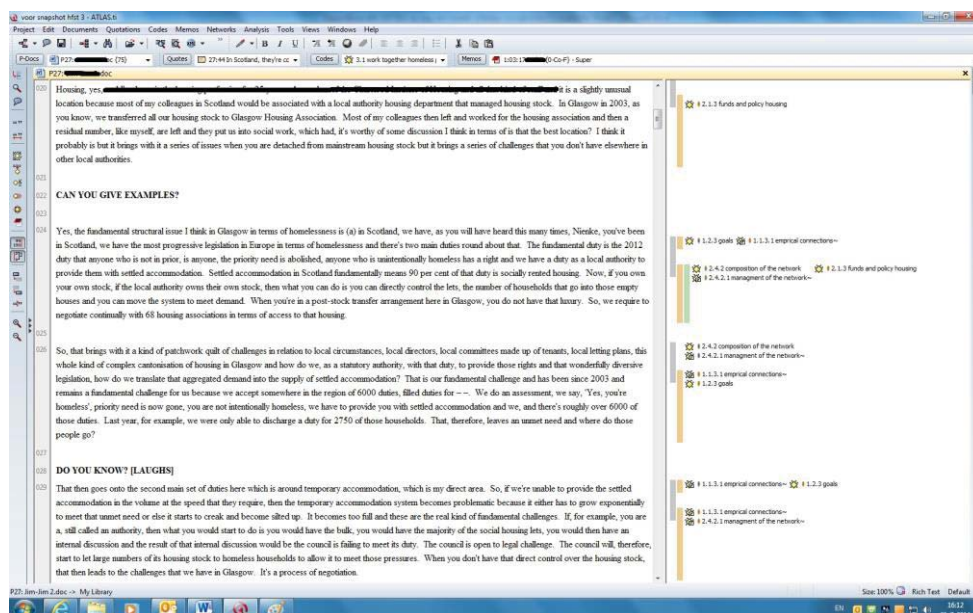 voor snapshot hfst 3 - ATLAS.ti
Project Edit Documents Quotations Codes Memos Networks Analysis Tools Views Windows Help
P-Docs P27: doc (75) Quotes 27:44 In Scotland, they're cc Codes 3.1 work together homeless Memos 1:03:17 (0-Co-F) - Super
P27: doc
020 Housing, yes, it is a slightly unusual
location because most of my colleagues in Scotland would be associated with a local authority housing department that managed housing stock. In Glasgow in 2003, as
you know, we transferred all our housing stock to Glasgow Housing Association. Most of my colleagues then left and worked for the housing association and then a
residual number, like myself, are left and they put us into social work, which had, it's worthy of some discussion I think in terms of is that the best location? I think it
probably is but it brings with it a series of issues when you are detached from mainstream housing stock but it brings a series of challenges that you don't have elsewhere in
other local authorities.
021
022 CAN YOU GIVE EXAMPLES?
023
024 Yes, the fundamental structural issue I think in Glasgow in terms of homelessness is (a) in Scotland, we have, as you will have heard this many times, Nienke, you've been
in Scotland, we have the most progressive legislation in Europe in terms of homelessness and there's two main duties round about that. The fundamental duty is the 2012
duty that anyone who is not in prior, is anyone, the priority need is abolished, anyone who is unintentionally homeless has a right and we have a duty as a local authority to
provide them with settled accommodation. Settled accommodation in Scotland fundamentally means 90 per cent of that duty is socially rented housing. Now, if you own
your own stock, if the local authority owns their own stock, then what you can do is you can directly control the lets, the number of households that go into those empty
houses and you can move the system to meet demand. When you're in a post-stock transfer arrangement here in Glasgow, you do not have that luxury. So, we require to
negotiate continually with 68 housing associations in terms of access to that housing.
025
026 So, that brings with it a kind of patchwork quilt of challenges in relation to local circumstances, local directors, local committees made up of tenants, local letting plans, this
whole kind of complex cantonisation of housing in Glasgow and how do we, as a statutory authority, with that duty, to provide those rights and that wonderfully diversive
legislation, how do we translate that aggregated demand into the supply of settled accommodation? That is our fundamental challenge and has been since 2003 and
remains a fundamental challenge for us because we accept somewhere in the region of 6000 duties, filled duties for – –. We do an assessment, we say, 'Yes, you're
homeless', priority need is now gone, you are not intentionally homeless, we have to provide you with settled accommodation and we, and there's roughly over 6000 of
those duties. Last year, for example, we were only able to discharge a duty for 2750 of those households. That, therefore, leaves an unmet need and where do those
people go?
027
028 DO YOU KNOW? [LAUGHS]
029 That then goes onto the second main set of duties here which is around temporary accommodation, which is my direct area. So, if we're unable to provide the settled
accommodation in the volume at the speed that they require, then the temporary accommodation system becomes problematic because it either has to grow exponentially
to meet that unmet need or else it starts to creak and become silted up. It becomes too full and these are the real kind of fundamental challenges. If, for example, you are
a, still called an authority, then what you would start to do is you would have the bulk, you would have the majority of the social housing lets, you would then have an
internal discussion and the result of that internal discussion would be the council is failing to meet its duty. The council is open to legal challenge. The council will, therefore,
start to let large numbers of its housing stock to homeless households to allow it to meet those pressures. When you don't have that direct control over the housing stock,
that then leads to the challenges that we have in Glasgow. It's a process of negotiation.
2.1.3 funds and policy housing
1.2.3 goals 1.1.3.1 emprical connections~
2.4.2 composition of the network 2.1.3 funds and policy housing
2.4.2.1 managment of the network~
2.4.2 composition of the network
2.4.2.1 managment of the network~
1.1.3.1 emprical connections~
1.2.3 goals
1.1.3.1 emprical connections~ 1.2.3 goals
1.1.3.1 emprical connections~
2.4.2.1 managment of the network~
P27: Jim-Jim 2.doc -> My Library Size: 100% Rich Text Default
EN 16:12